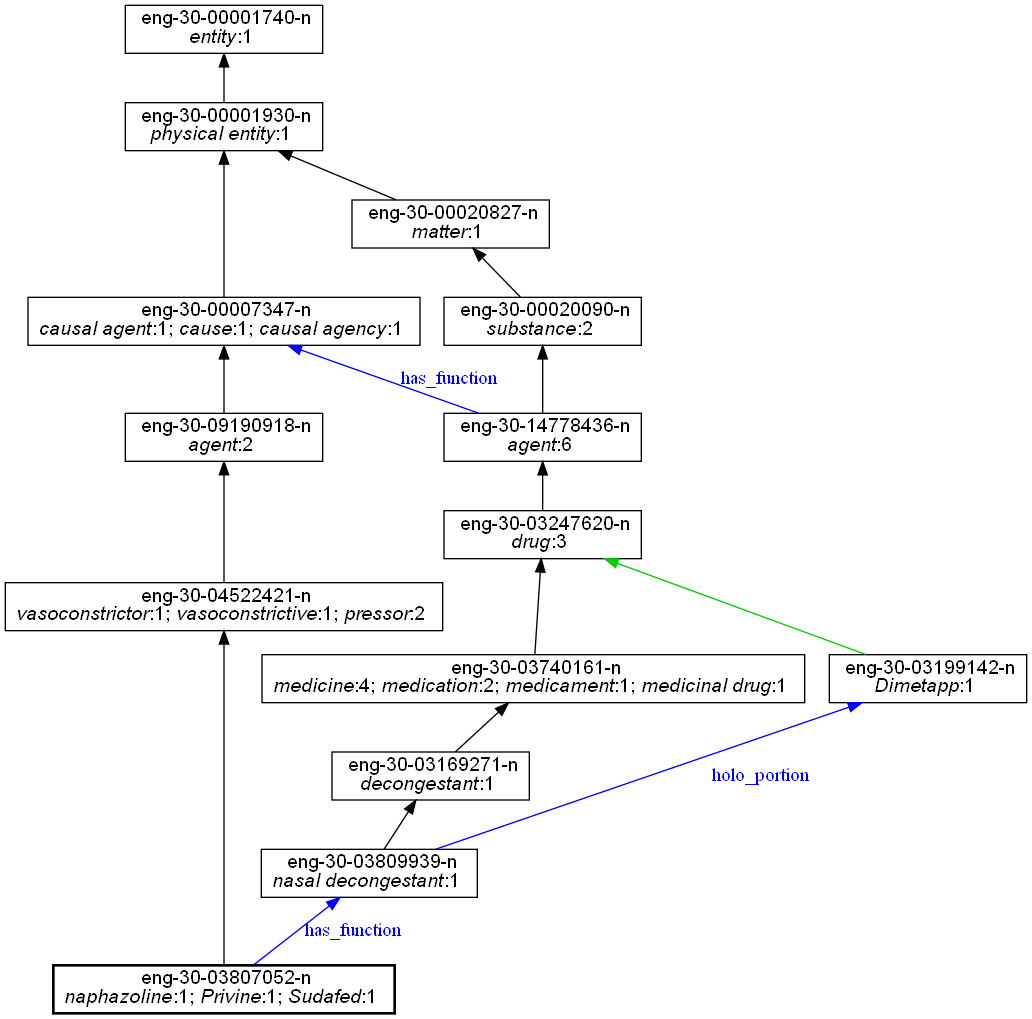 eng-30-00001740-n
entity:1
eng-30-00001930-n
physical entity:1
eng-30-00020827-n
matter:1
eng-30-00007347-n
causal agent:1; cause:1; causal agency:1
eng-30-00020090-n
substance:2
has_function
eng-30-09190918-n
agent:2
eng-30-14778436-n
agent:6
eng-30-03247620-n
drug:3
eng-30-04522421-n
vasoconstrictor:1; vasoconstrictive:1; pressor:2
eng-30-03740161-n
medicine:4; medication:2; medicament:1; medicinal drug:1
eng-30-03199142-n
Dimetapp:1
eng-30-03169271-n
decongestant:1
holo_portion
eng-30-03809939-n
nasal decongestant:1
has_function
eng-30-03807052-n
naphazoline:1; Privine:1; Sudafed:1